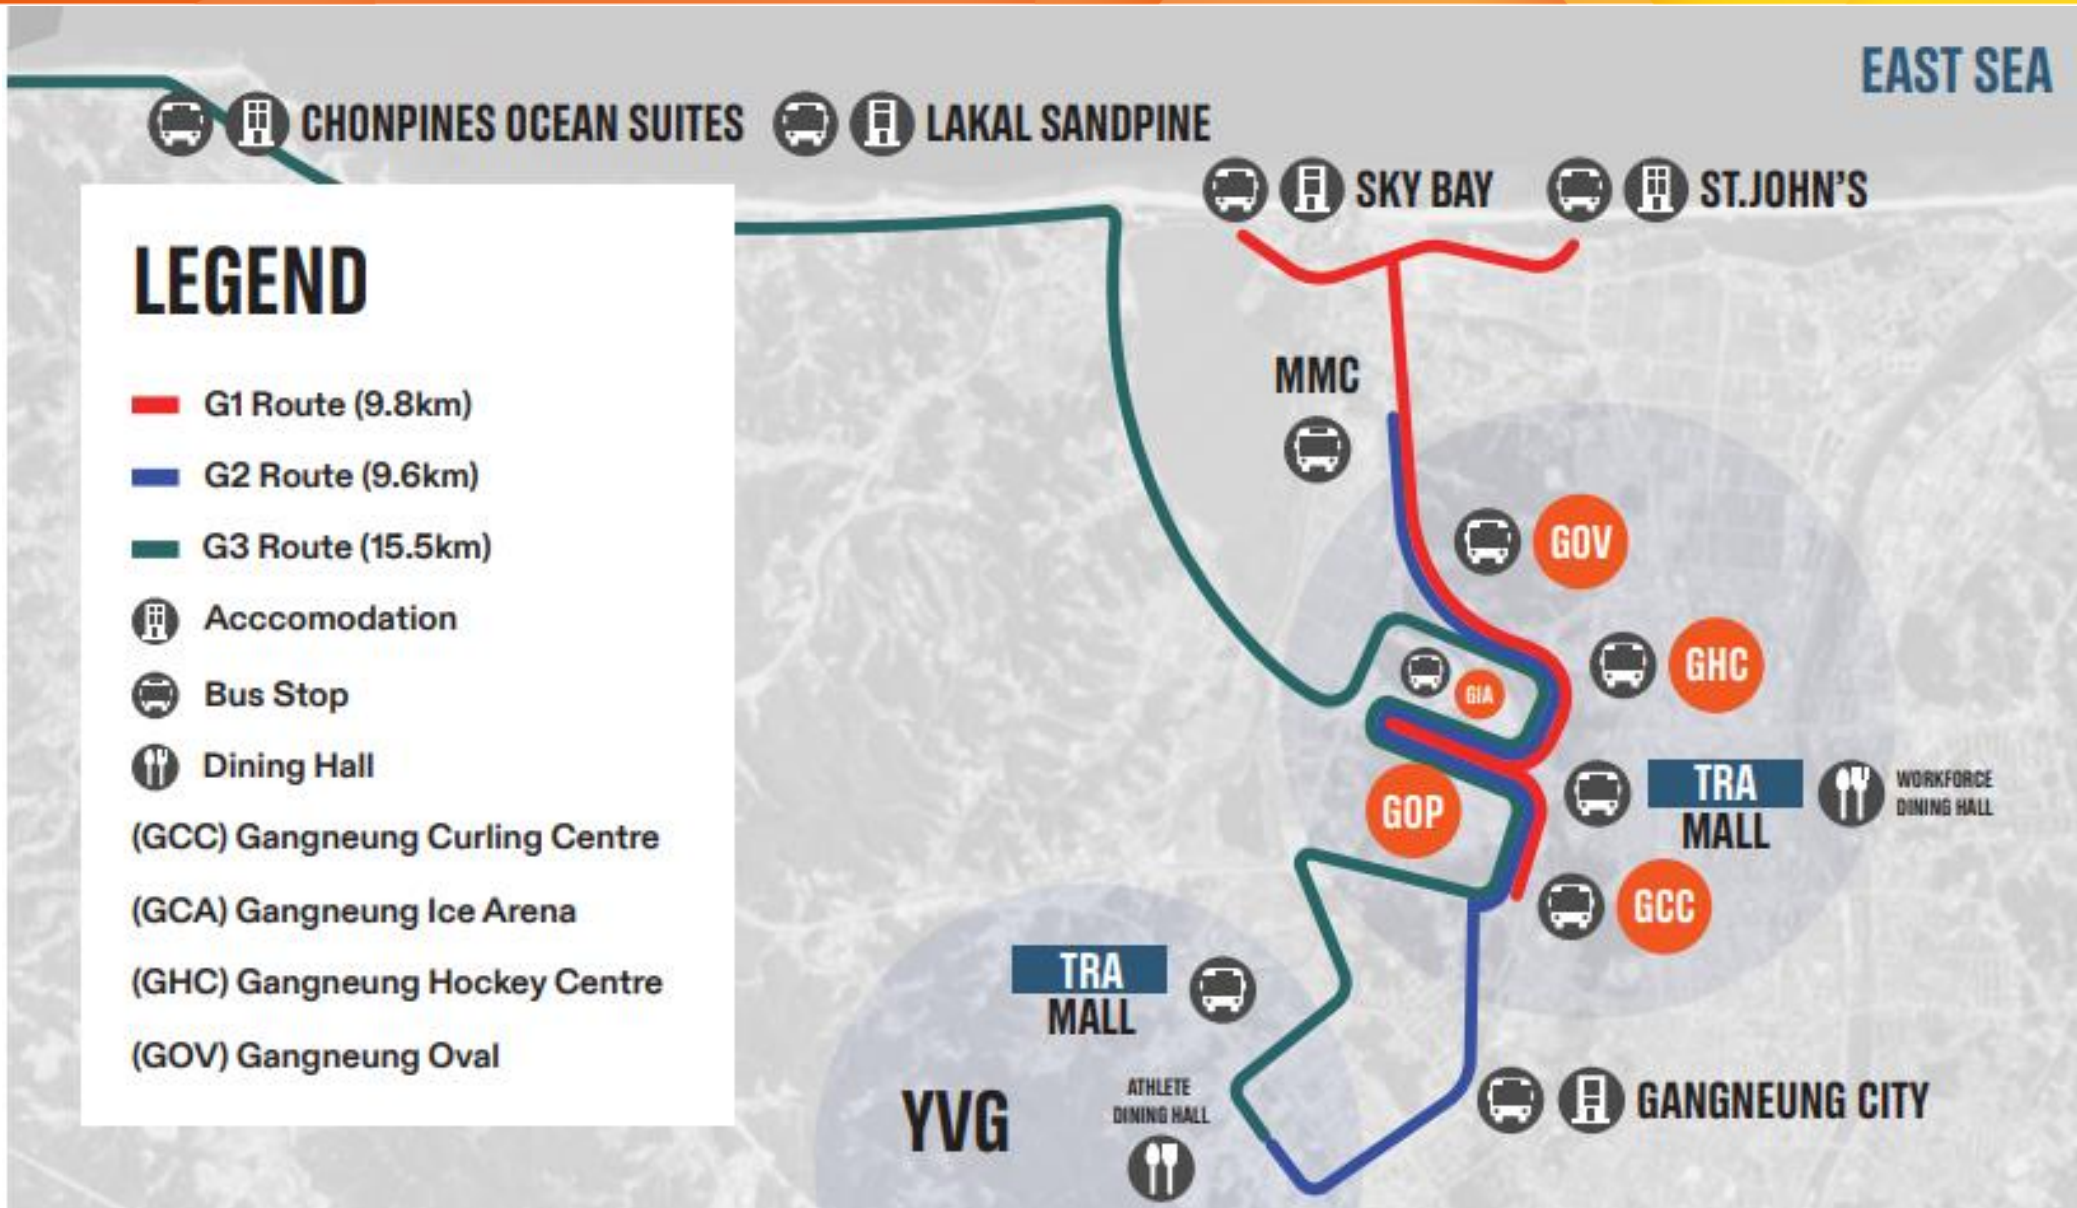 EAST SEA
CHONPINES OCEAN SUITES
LAKAL SANDPINE
SKY BAY
ST.JOHN'S
LEGEND
G1 Route (9.8km)
G2 Route (9.6km)
G3 Route (15.5km)
Acccomodation
Bus Stop
Dining Hall
(GCC) Gangneung Curling Centre
(GCA) Gangneung Ice Arena
(GHC) Gangneung Hockey Centre
(GOV) Gangneung Oval
MMC
GOV
GHC
GIA
TRA
MALL
WORKFORCE
DINING HALL
GOP
GCC
TRA
MALL
YVG
ATHLETE
DINING HALL
GANGNEUNG CITY